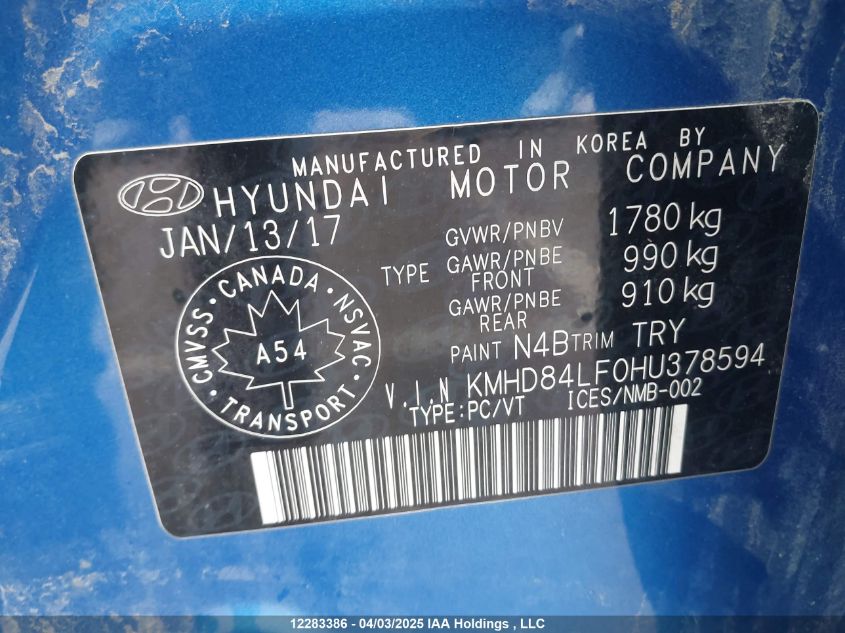 MANUFACTURED IN KOREA BY
HYUNDAI MOTOR COMPANY
JAN/13/17
GVWR/PNBV 1780 kg
TYPE GAWR/PNBE FRONT 990 kg
GAWR/PNBE REAR 910 kg
PAINT N4B TRIM TRY
V.I.N KMHD84LF0HU378594
TYPE:PC/VT ICES/NMB-002
CMVSS · CANADA · NSVAC · TRANSPORT ·
A54
12283386 - 04/03/2025 IAA Holdings , LLC